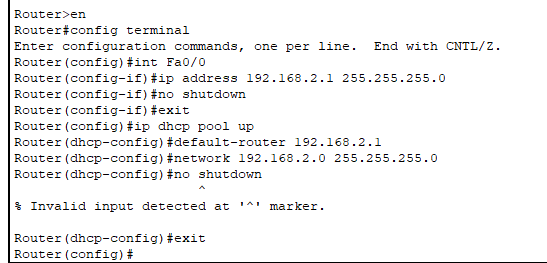 Router>en
Router#config terminal
Enter configuration commands, one per line.  End with CNTL/Z.
Router(config)#int Fa0/0
Router(config-if)#ip address 192.168.2.1 255.255.255.0
Router(config-if)#no shutdown
Router(config-if)#exit
Router(config)#ip dhcp pool up
Router(dhcp-config)#default-router 192.168.2.1
Router(dhcp-config)#network 192.168.2.0 255.255.255.0
Router(dhcp-config)#no shutdown
                        ^
% Invalid input detected at '^' marker.
Router(dhcp-config)#exit
Router(config)#